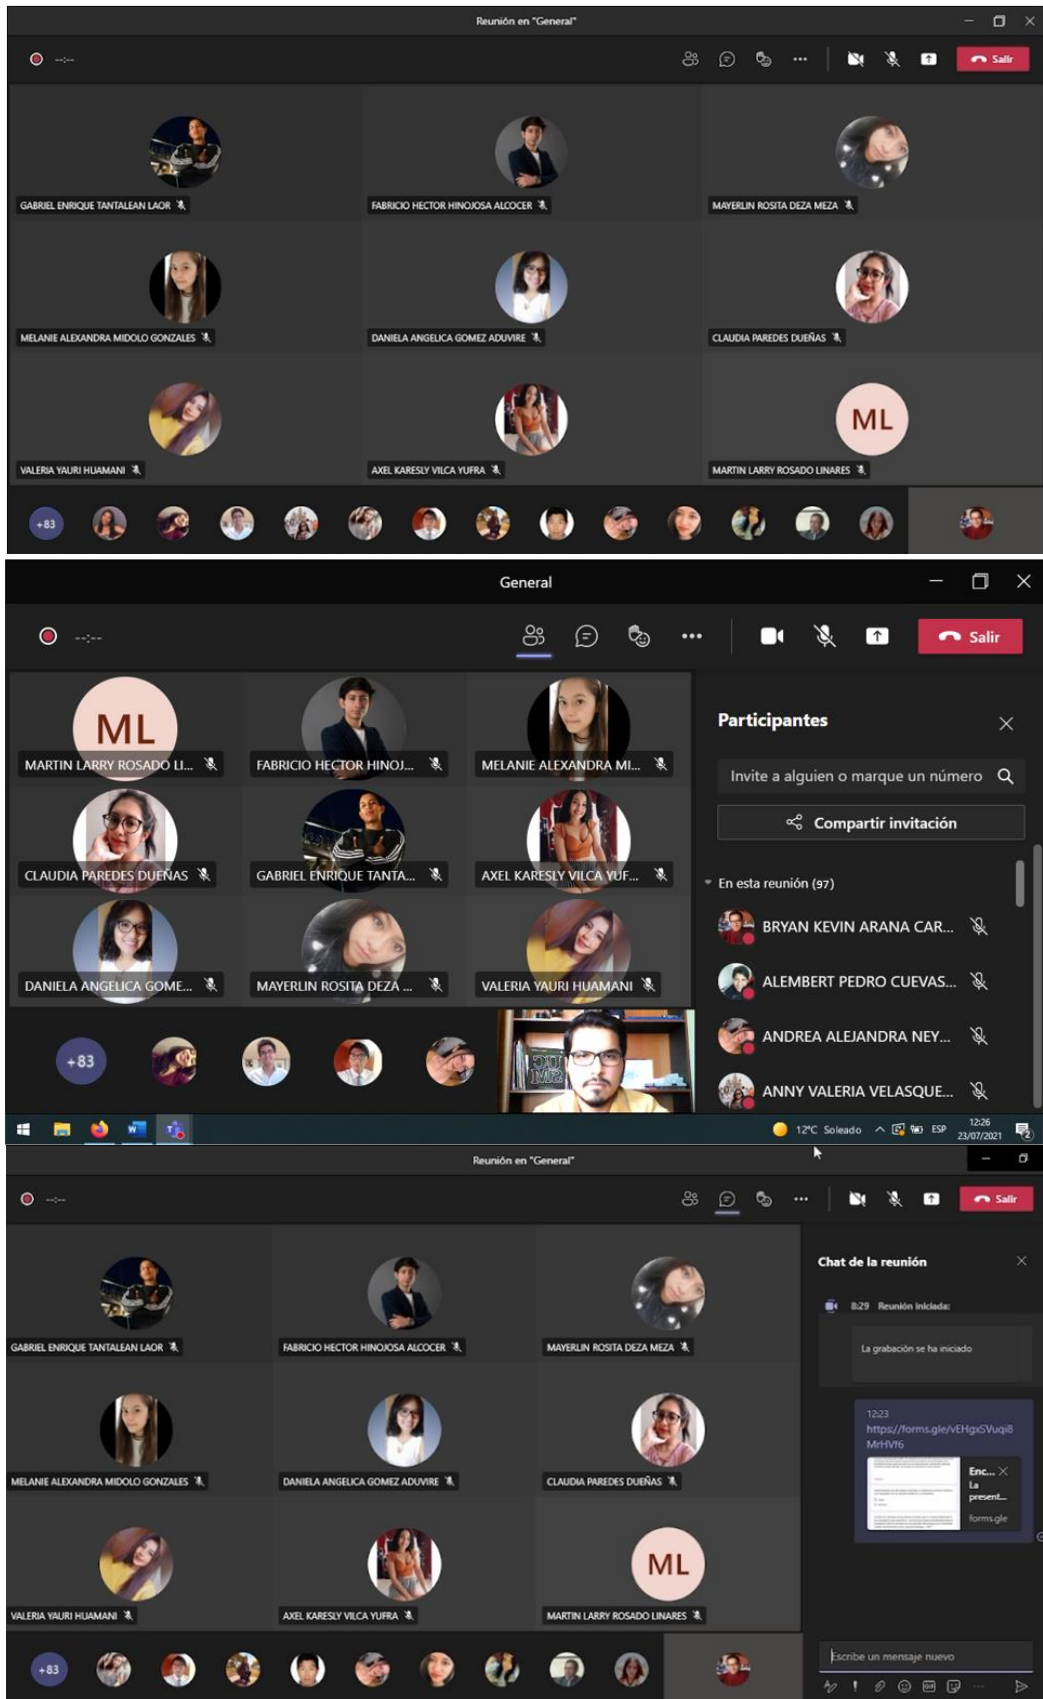 Reunión en "General"
--:--
Salir
GABRIEL ENRIQUE TANTALEAN LAOR
FABRICIO HECTOR HINOJOSA ALCOCER
MAYERLIN ROSITA DEZA MEZA
MELANIE ALEXANDRA MIDOLO GONZALES
DANIELA ANGELICA GOMEZ ADUVIRE
CLAUDIA PAREDES DUEÑAS
ML
VALERIA YAURI HUAMANI
AXEL KARESLY VILCA YUFRA
MARTIN LARRY ROSADO LINARES
+83
General
--:--
Salir
ML
MARTIN LARRY ROSADO LI...
FABRICIO HECTOR HINOJ...
MELANIE ALEXANDRA MI...
CLAUDIA PAREDES DUEÑAS
GABRIEL ENRIQUE TANTA...
AXEL KARESLY VILCA YUF...
DANIELA ANGELICA GOME...
MAYERLIN ROSITA DEZA ...
VALERIA YAURI HUAMANI
+83
Participantes
Invite a alguien o marque un número
Compartir invitación
En esta reunión (97)
BRYAN KEVIN ARANA CAR...
ALEMBERT PEDRO CUEVAS...
ANDREA ALEJANDRA NEY...
ANNY VALERIA VELASQUE...
12°C Soleado
ESP
12:26
23/07/2021
2
Reunión en "General"
--:--
Salir
GABRIEL ENRIQUE TANTALEAN LAOR
FABRICIO HECTOR HINOJOSA ALCOCER
MAYERLIN ROSITA DEZA MEZA
MELANIE ALEXANDRA MIDOLO GONZALES
DANIELA ANGELICA GOMEZ ADUVIRE
CLAUDIA PAREDES DUEÑAS
ML
VALERIA YAURI HUAMANI
AXEL KARESLY VILCA YUFRA
MARTIN LARRY ROSADO LINARES
+83
Chat de la reunión
8:29 Reunión iniciada:
La grabación se ha iniciado
12:23
https://forms.gle/vEHgxSVuqi8
MrHVf6
Enc...
La
present...
forms.gle
Escribe un mensaje nuevo
GIF